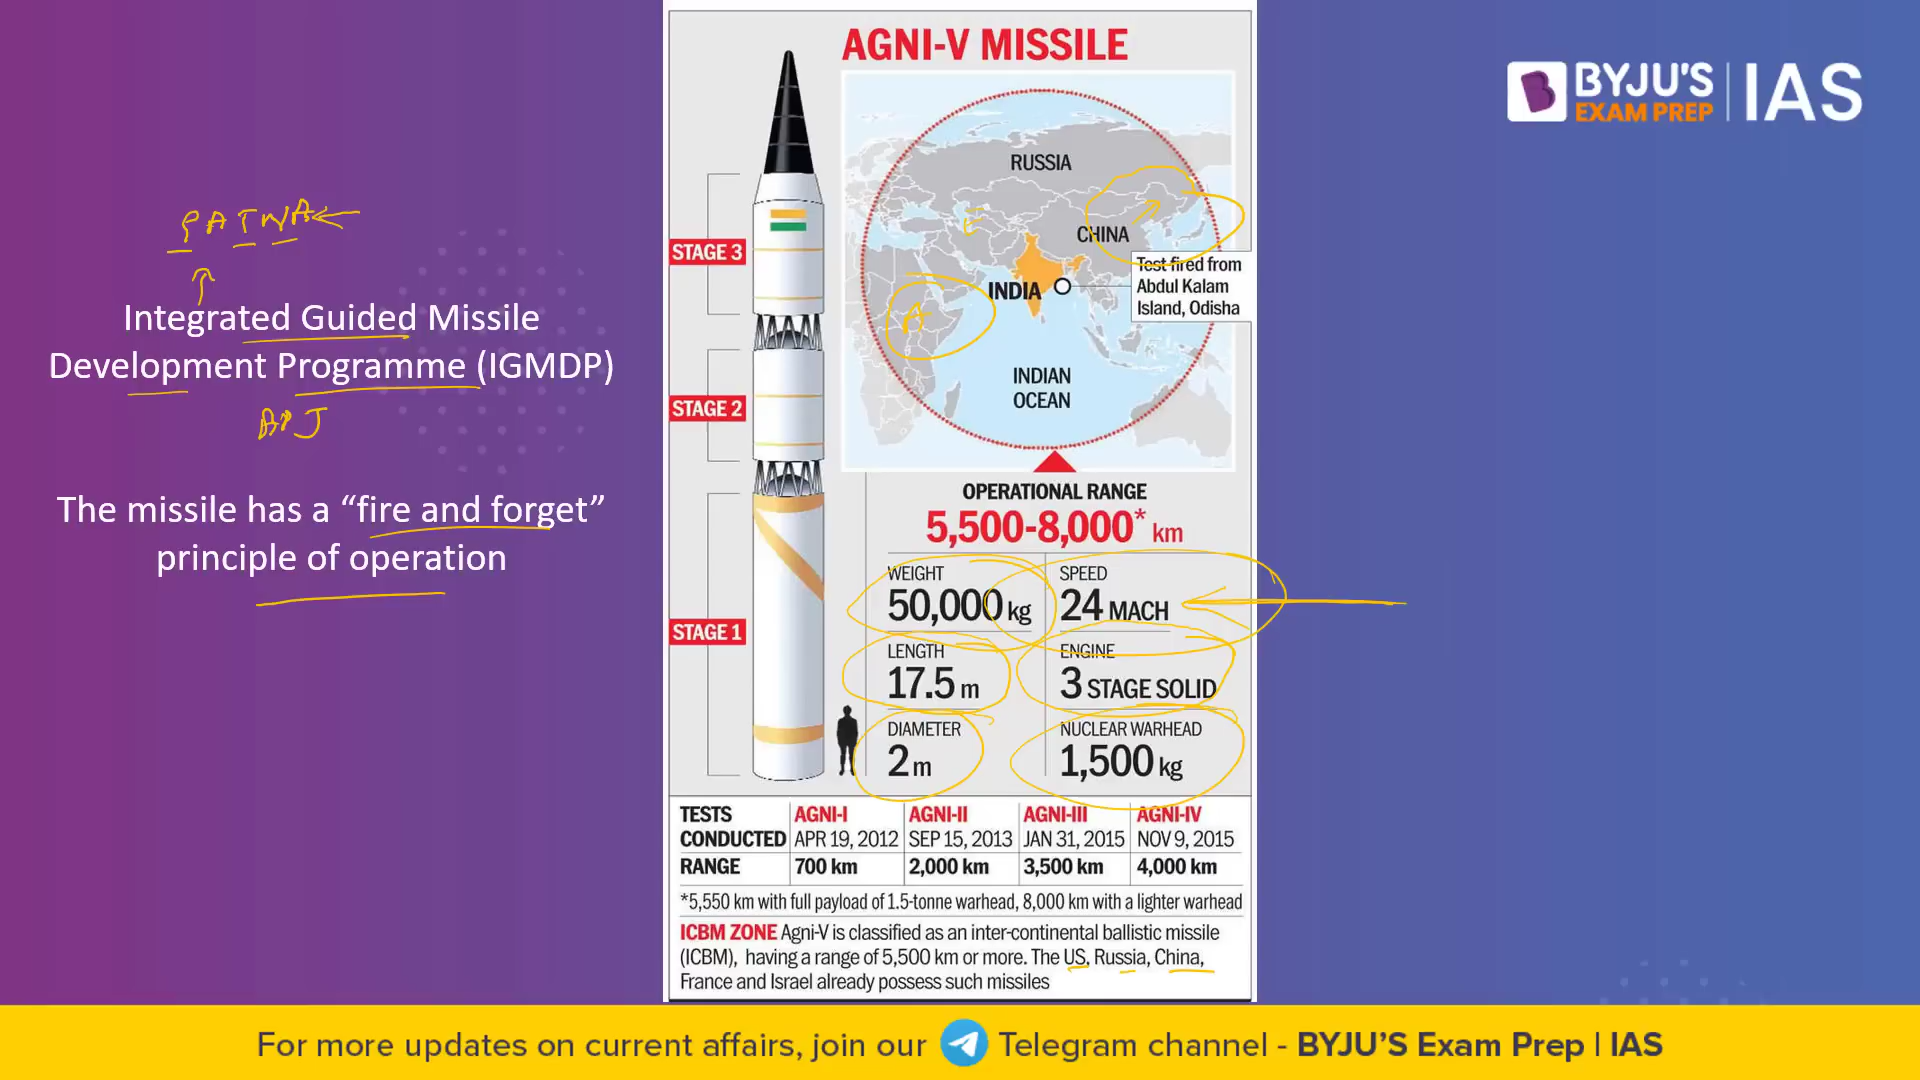 PATNA
Integrated Guided Missile
Development Programme (IGMDP)
APJ
The missile has a “fire and forget”
principle of operation
AGNI-V MISSILE
STAGE 3
STAGE 2
STAGE 1
RUSSIA
E
CHINA
INDIA
A
Test-fired from
Abdul Kalam
Island, Odisha
INDIAN
OCEAN
OPERATIONAL RANGE
5,500-8,000* km
WEIGHT
50,000 kg
SPEED
24 MACH
LENGTH
17.5 m
ENGINE
3 STAGE SOLID
DIAMETER
2 m
NUCLEAR WARHEAD
1,500 kg
TESTS CONDUCTED
AGNI-I
APR 19, 2012
AGNI-II
SEP 15, 2013
AGNI-III
JAN 31, 2015
AGNI-IV
NOV 9, 2015
RANGE 700 km 2,000 km 3,500 km 4,000 km
*5,550 km with full payload of 1.5-tonne warhead, 8,000 km with a lighter warhead
ICBM ZONE Agni-V is classified as an inter-continental ballistic missile
(ICBM), having a range of 5,500 km or more. The US, Russia, China,
France and Israel already possess such missiles
BYJU'S
EXAM PREP
IAS
For more updates on current affairs, join our Telegram channel - BYJU'S Exam Prep | IAS